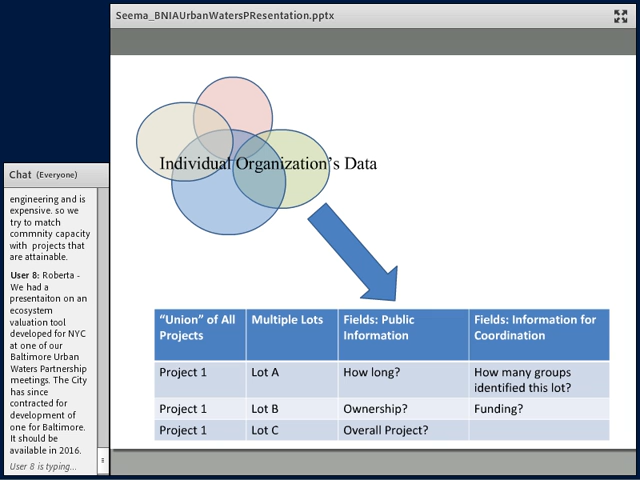 Seema_BNIAUrbanWatersPResentation.pptx
Chat (Everyone)
engineering and is
expensive. so we
try to match
commnity capacity
with projects that
are attainable.
User 8: Roberta -
We had a
presentaiton on an
ecosystem
valuation tool
developed for NYC
at one of our
Baltimore Urban
Waters Partnership
meetings. The City
has since
contracted for
development of
one for Baltimore.
It should be
available in 2016.
User 8 is typing...
Individual Organization's Data
“Union” of All Projects
Multiple Lots
Fields: Public Information
Fields: Information for Coordination
Project 1
Lot A
How long?
How many groups identified this lot?
Project 1
Lot B
Ownership?
Funding?
Project 1
Lot C
Overall Project?